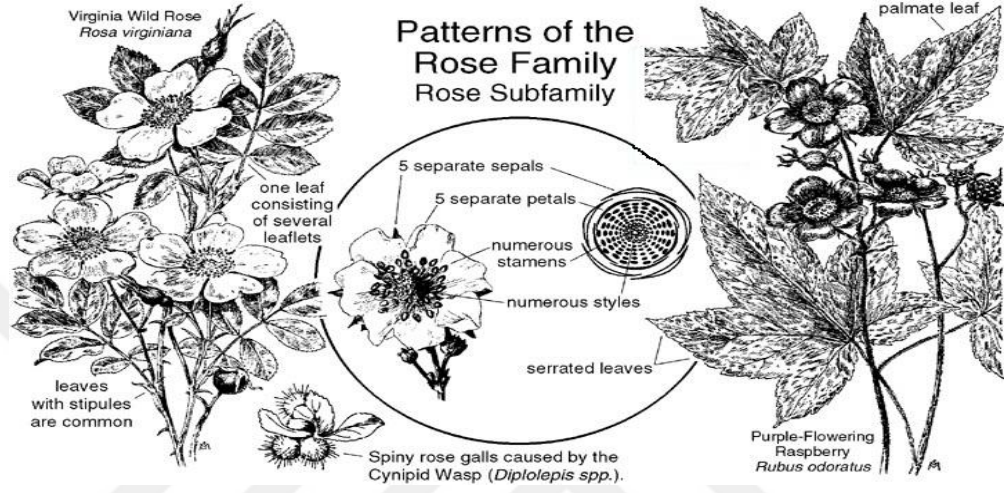 Virginia Wild Rose
Rosa virginiana
Patterns of the
Rose Family
Rose Subfamily
palmate leaf
5 separate sepals
one leaf
consisting
of several
leaflets
5 separate petals
numerous
stamens
numerous styles
serrated leaves
leaves
with stipules
are common
Purple-Flowering
Raspberry
Rubus odoratus
Spiny rose galls caused by the
Cynipid Wasp (Diplolepis spp.).